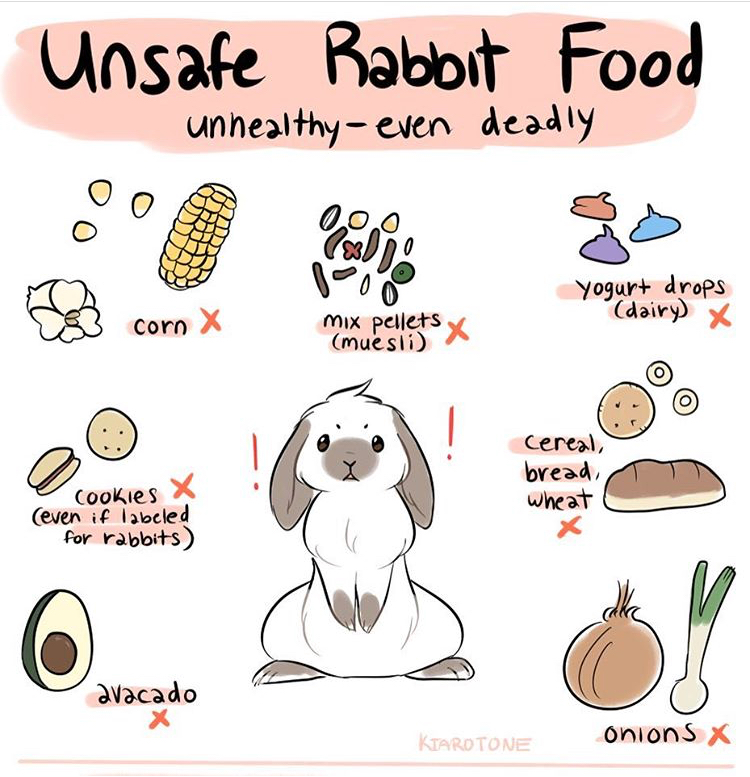 Unsafe Rabbit Food
unhealthy-even deadly
corn
mix pellets
(muesli)
yogurt drops
(dairy)
cookies
(even if labeled
for rabbits)
cereal,
bread,
wheat
avacado
onions
KIAROTONE